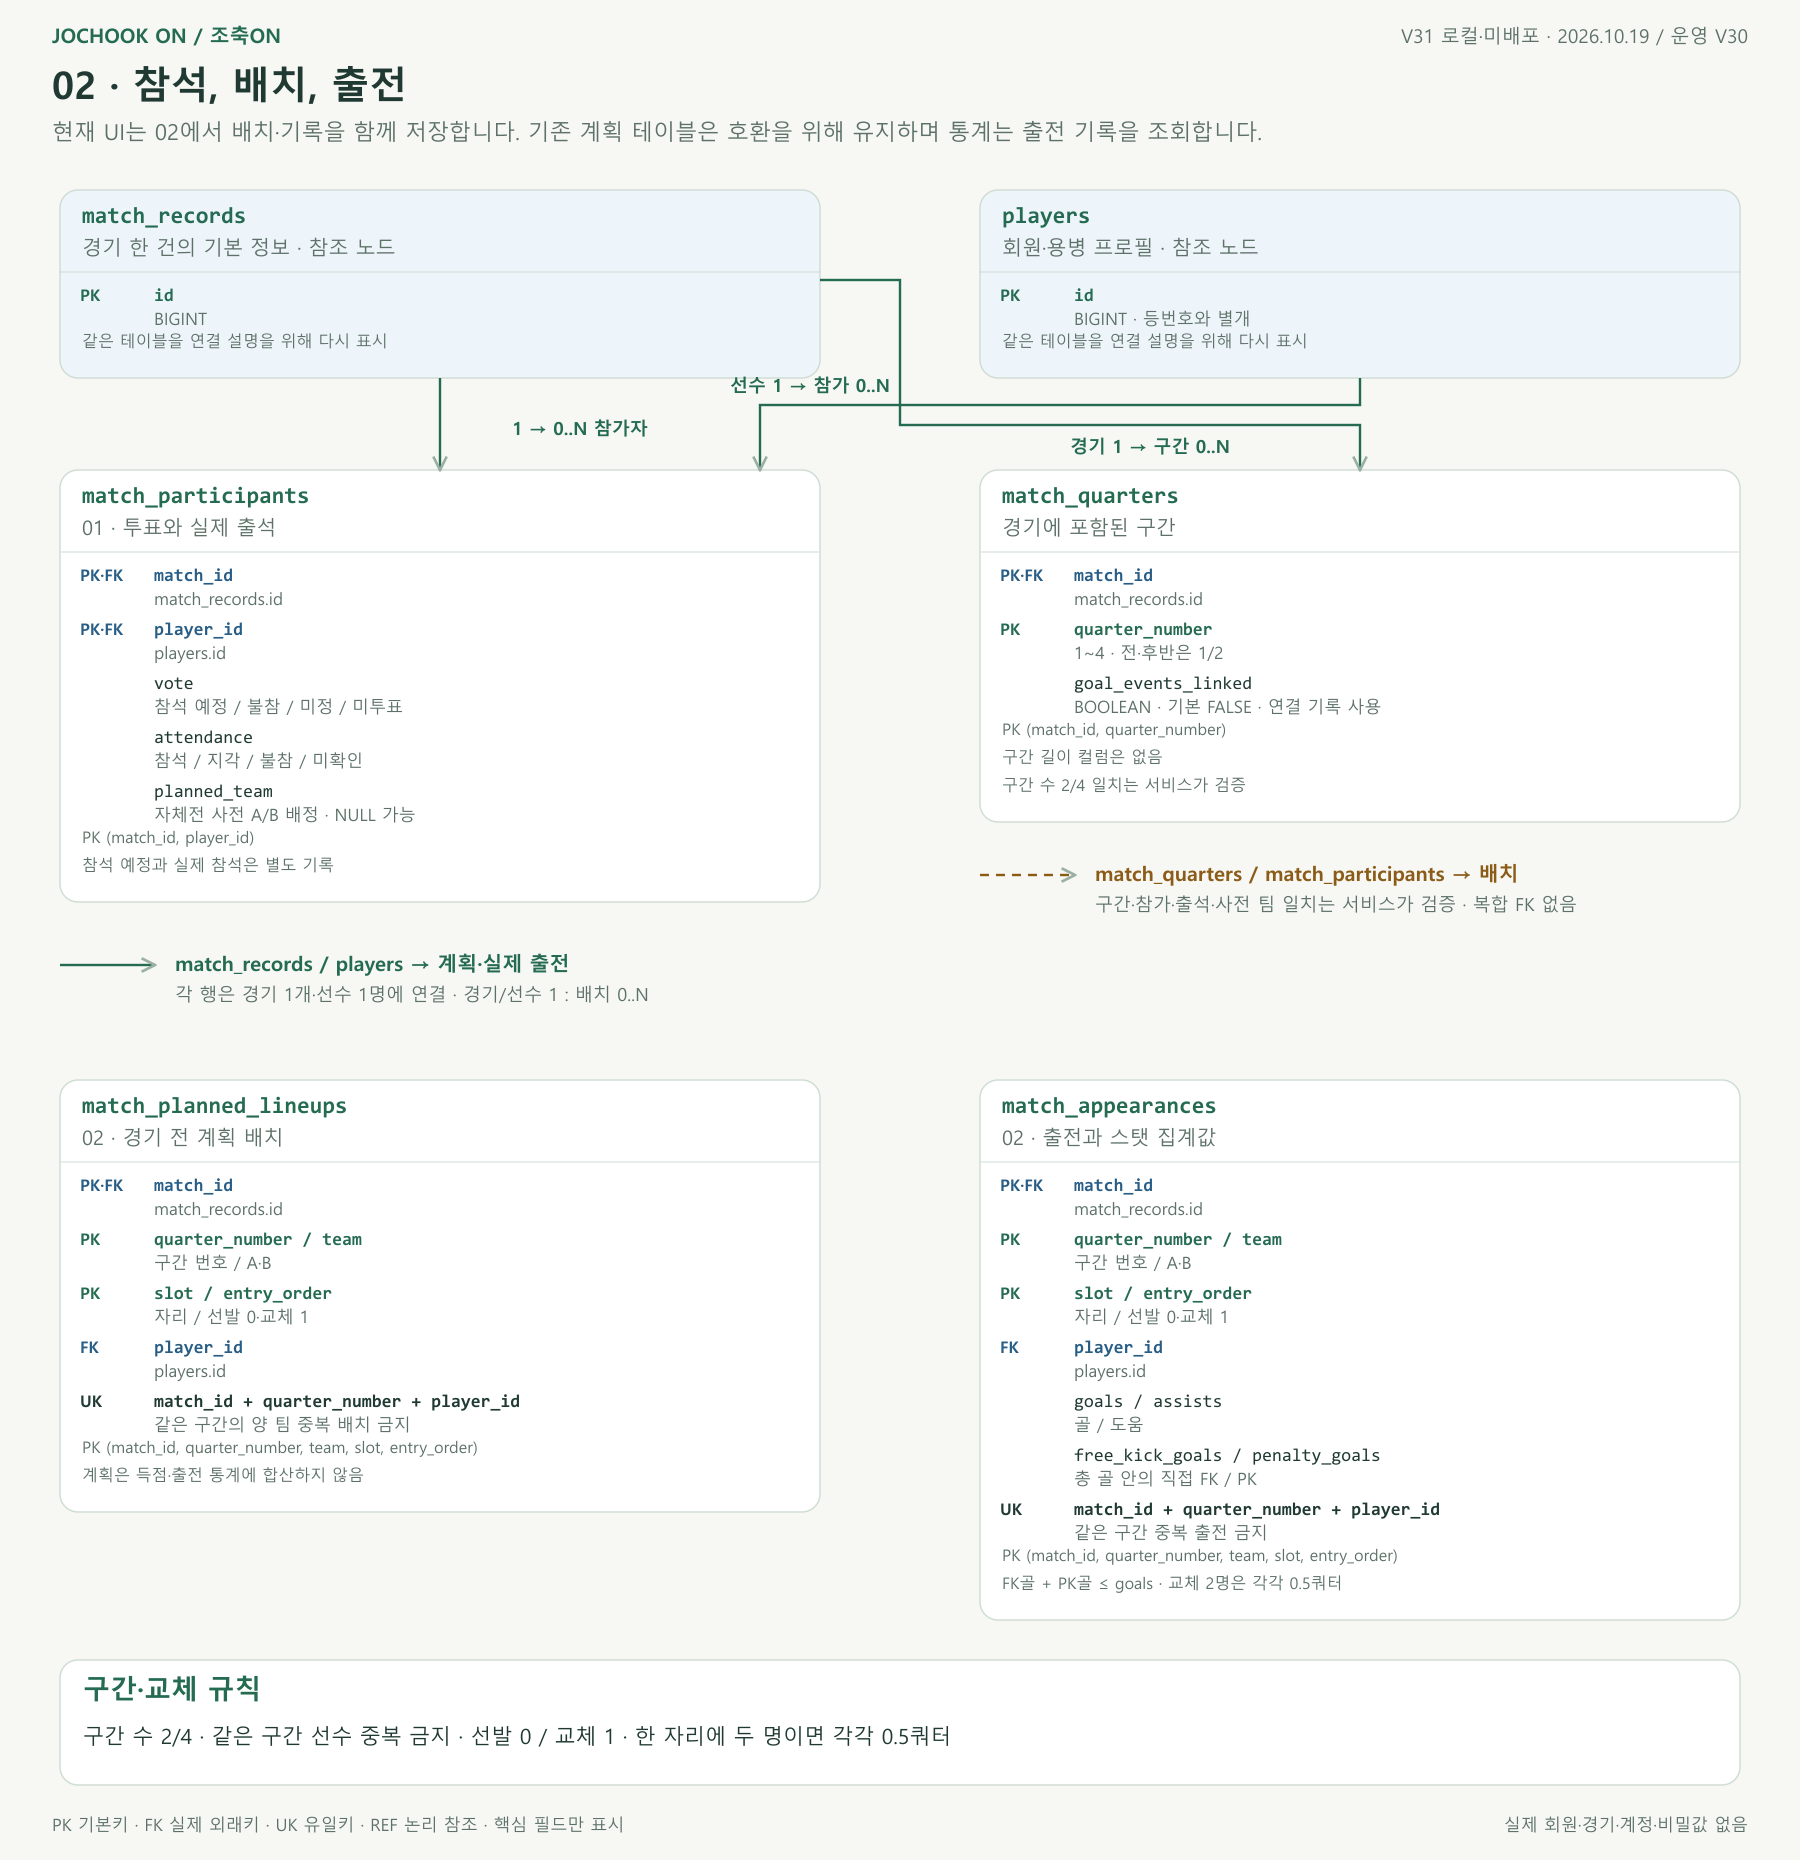 JOCHOOK ON / 조축ON
V31 로컬·미배포 · 2026.10.19 / 운영 V30
02 · 참석, 배치, 출전
현재 UI는 02에서 배치·기록을 함께 저장합니다. 기존 계획 테이블은 호환을 위해 유지하며 통계는 출전 기록을 조회합니다.
match_records
경기 한 건의 기본 정보 · 참조 노드
PK id
BIGINT
같은 테이블을 연결 설명을 위해 다시 표시
players
회원·용병 프로필 · 참조 노드
PK id
BIGINT · 등번호와 별개
같은 테이블을 연결 설명을 위해 다시 표시
선수 1 → 참가 0..N
1 → 0..N 참가자
경기 1 → 구간 0..N
match_participants
01 · 투표와 실제 출석
PK·FK match_id
match_records.id
PK·FK player_id
players.id
vote
참석 예정 / 불참 / 미정 / 미투표
attendance
참석 / 지각 / 불참 / 미확인
planned_team
자체전 사전 A/B 배정 · NULL 가능
PK (match_id, player_id)
참석 예정과 실제 참석은 별도 기록
match_quarters
경기에 포함된 구간
PK·FK match_id
match_records.id
PK quarter_number
1~4 · 전·후반은 1/2
goal_events_linked
BOOLEAN · 기본 FALSE · 연결 기록 사용
PK (match_id, quarter_number)
구간 길이 컬럼은 없음
구간 수 2/4 일치는 서비스가 검증
match_quarters / match_participants → 배치
구간·참가·출석·사전 팀 일치는 서비스가 검증 · 복합 FK 없음
match_records / players → 계획·실제 출전
각 행은 경기 1개·선수 1명에 연결 · 경기/선수 1 : 배치 0..N
match_planned_lineups
02 · 경기 전 계획 배치
PK·FK match_id
match_records.id
PK quarter_number / team
구간 번호 / A·B
PK slot / entry_order
자리 / 선발 0·교체 1
FK player_id
players.id
UK match_id + quarter_number + player_id
같은 구간의 양 팀 중복 배치 금지
PK (match_id, quarter_number, team, slot, entry_order)
계획은 득점·출전 통계에 합산하지 않음
match_appearances
02 · 출전과 스탯 집계값
PK·FK match_id
match_records.id
PK quarter_number / team
구간 번호 / A·B
PK slot / entry_order
자리 / 선발 0·교체 1
FK player_id
players.id
goals / assists
골 / 도움
free_kick_goals / penalty_goals
총 골 안의 직접 FK / PK
UK match_id + quarter_number + player_id
같은 구간 중복 출전 금지
PK (match_id, quarter_number, team, slot, entry_order)
FK골 + PK골 ≤ goals · 교체 2명은 각각 0.5쿼터
구간·교체 규칙
구간 수 2/4 · 같은 구간 선수 중복 금지 · 선발 0 / 교체 1 · 한 자리에 두 명이면 각각 0.5쿼터
PK 기본키 · FK 실제 외래키 · UK 유일키 · REF 논리 참조 · 핵심 필드만 표시
실제 회원·경기·계정·비밀값 없음